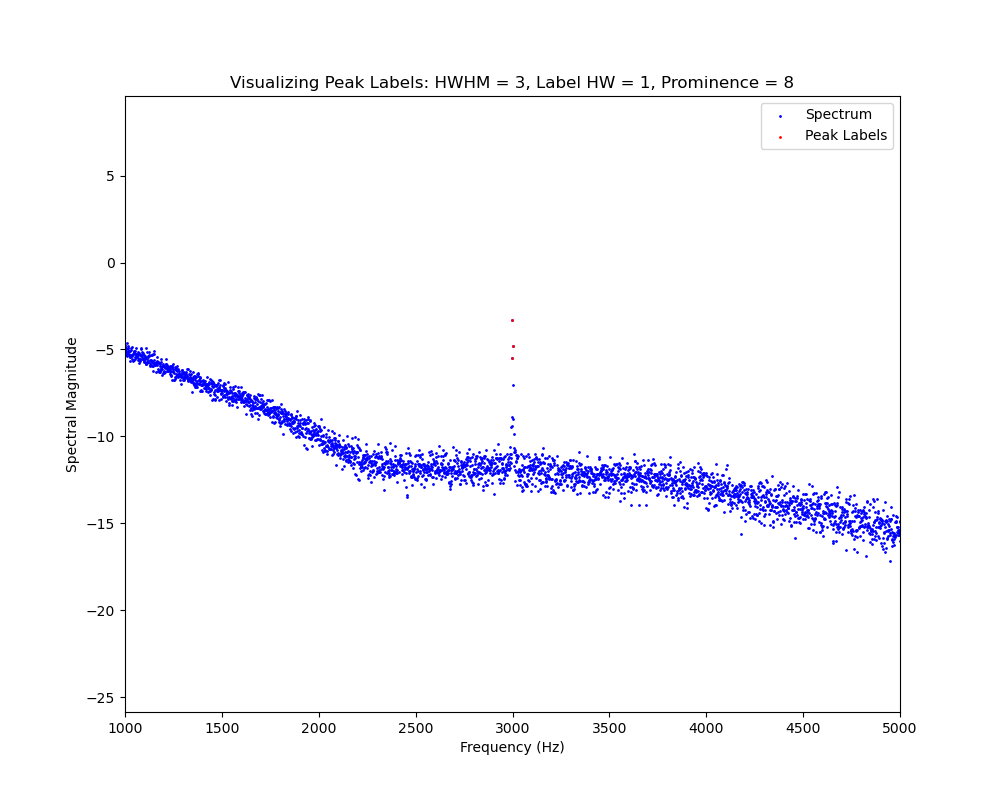 Visualizing Peak Labels: HWHM = 3, Label HW = 1, Prominence = 8
Spectrum
Peak Labels
5
0
−5
−10
−15
−20
−25
Spectral Magnitude
1000 1500 2000 2500 3000 3500 4000 4500 5000
Frequency (Hz)